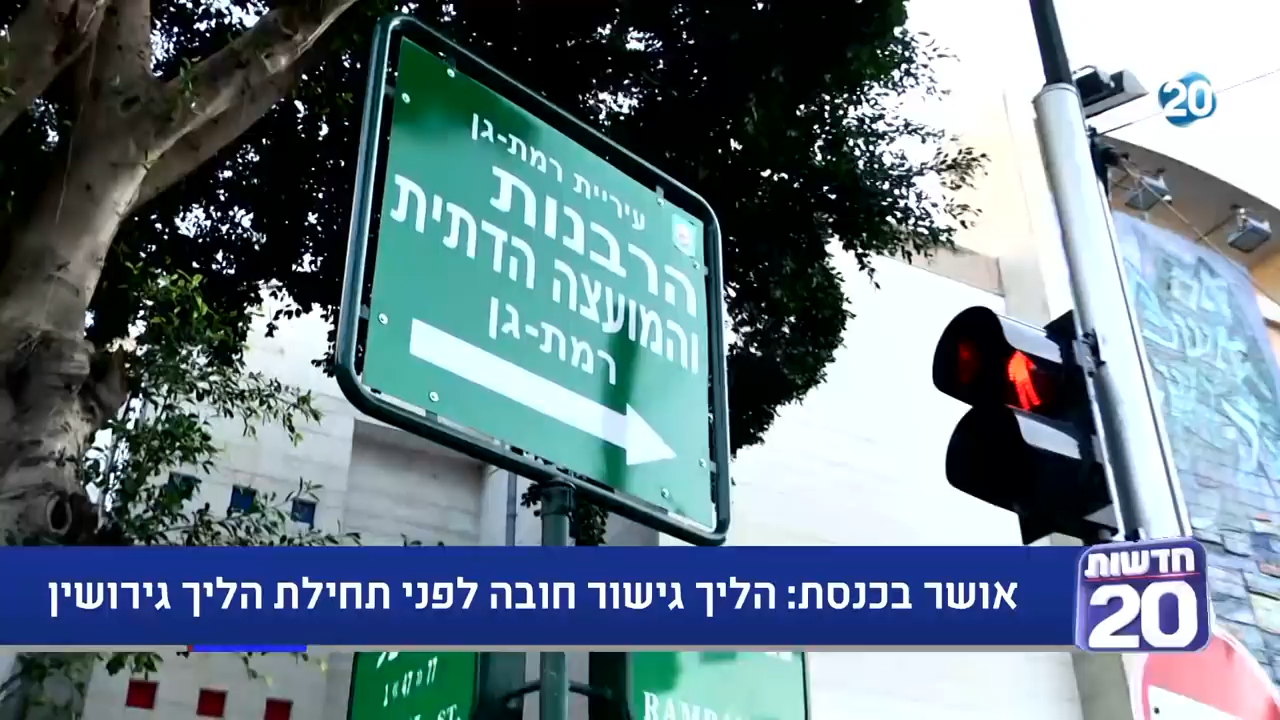 20
עיריית רמת-גן
הרבנות
והמועצה הדתית
רמת-גן
אושר בכנסת: הליך גישור חובה לפני תחילת הליך גירושין
חדשות
20
ST.